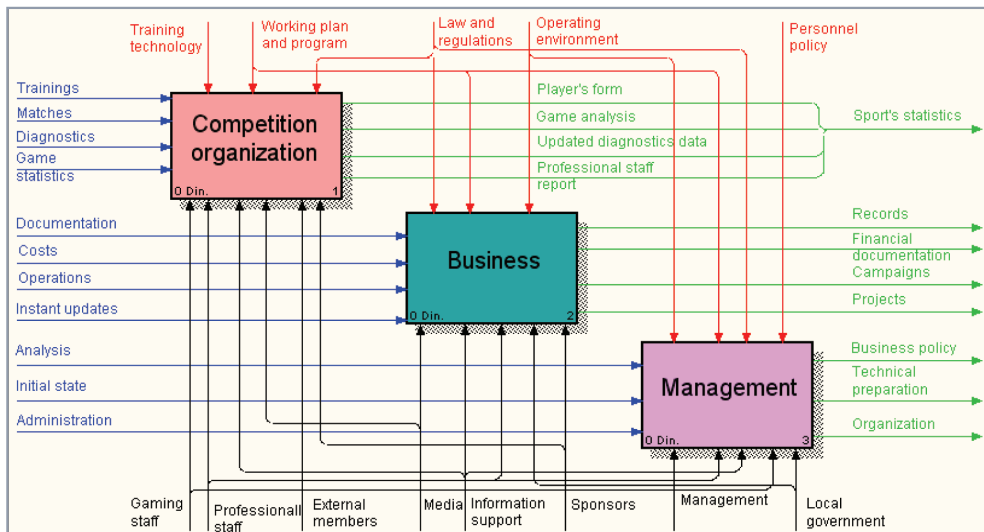 Training
technology
Working plan
and program
Law and
regulations
Operating
environment
Personnel
policy
Trainings
Matches
Diagnostics
Game
statistics
Competition
organization
0 Din.
1
Player's form
Game analysis
Updated diagnostics data
Professional staff
report
Sport's statistics
Documentation
Costs
Operations
Instant updates
Business
0 Din.
2
Records
Financial
documentation
Campaigns
Projects
Analysis
Initial state
Administration
Management
0 Din.
3
Business policy
Technical
preparation
Organization
Gaming
staff
Professionall
staff
External
members
Media
Information
support
Sponsors
Management
Local
government